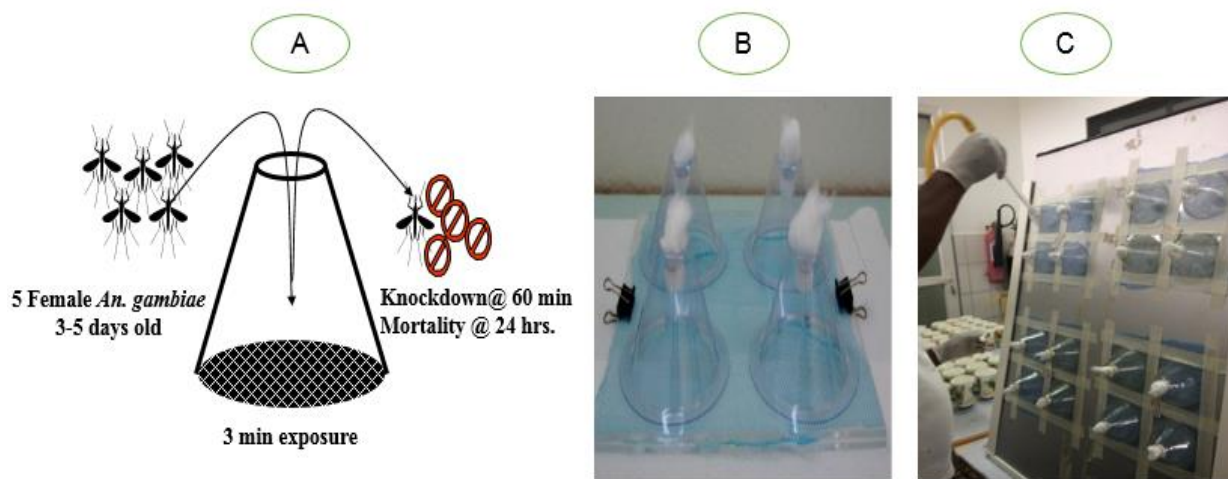 A
B
C
5 Female An. gambiae
3-5 days old
Knockdown@ 60 min
Mortality @ 24 hrs.
3 min exposure